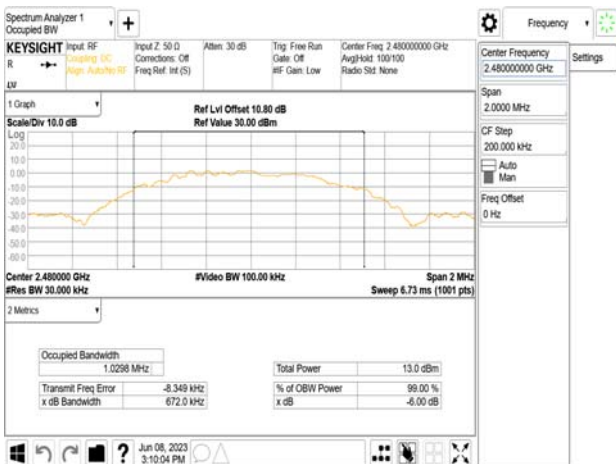 Spectrum Analyzer 1
Occupied BW
Frequency
KEYSIGHT
R
Input: RF
Coupling: DC
Align: Auto/No RF
Input Z: 50 Ω
Corrections: Off
Freq Ref: Int (S)
Atten: 30 dB
Trig: Free Run
Gate: Off
#IF Gain: Low
Center Freq: 2.480000000 GHz
Avg|Hold: 100/100
Radio Std: None
Center Frequency
2.480000000 GHz
Settings
Span
2.0000 MHz
CF Step
200.000 kHz
Auto
Man
Freq Offset
0 Hz
1 Graph
Scale/Div 10.0 dB
Ref Lvl Offset 10.80 dB
Ref Value 30.00 dBm
Log
20.0
10.0
0.00
-10.0
-20.0
-30.0
-40.0
-50.0
-60.0
Center 2.480000 GHz
#Res BW 30.000 kHz
#Video BW 100.00 kHz
Span 2 MHz
Sweep 6.73 ms (1001 pts)
2 Metrics
Occupied Bandwidth
1.0298 MHz
Transmit Freq Error -8.349 kHz
x dB Bandwidth 672.0 kHz
Total Power 13.0 dBm
% of OBW Power 99.00 %
x dB -6.00 dB
?
Jun 08, 2023
3:10:04 PM